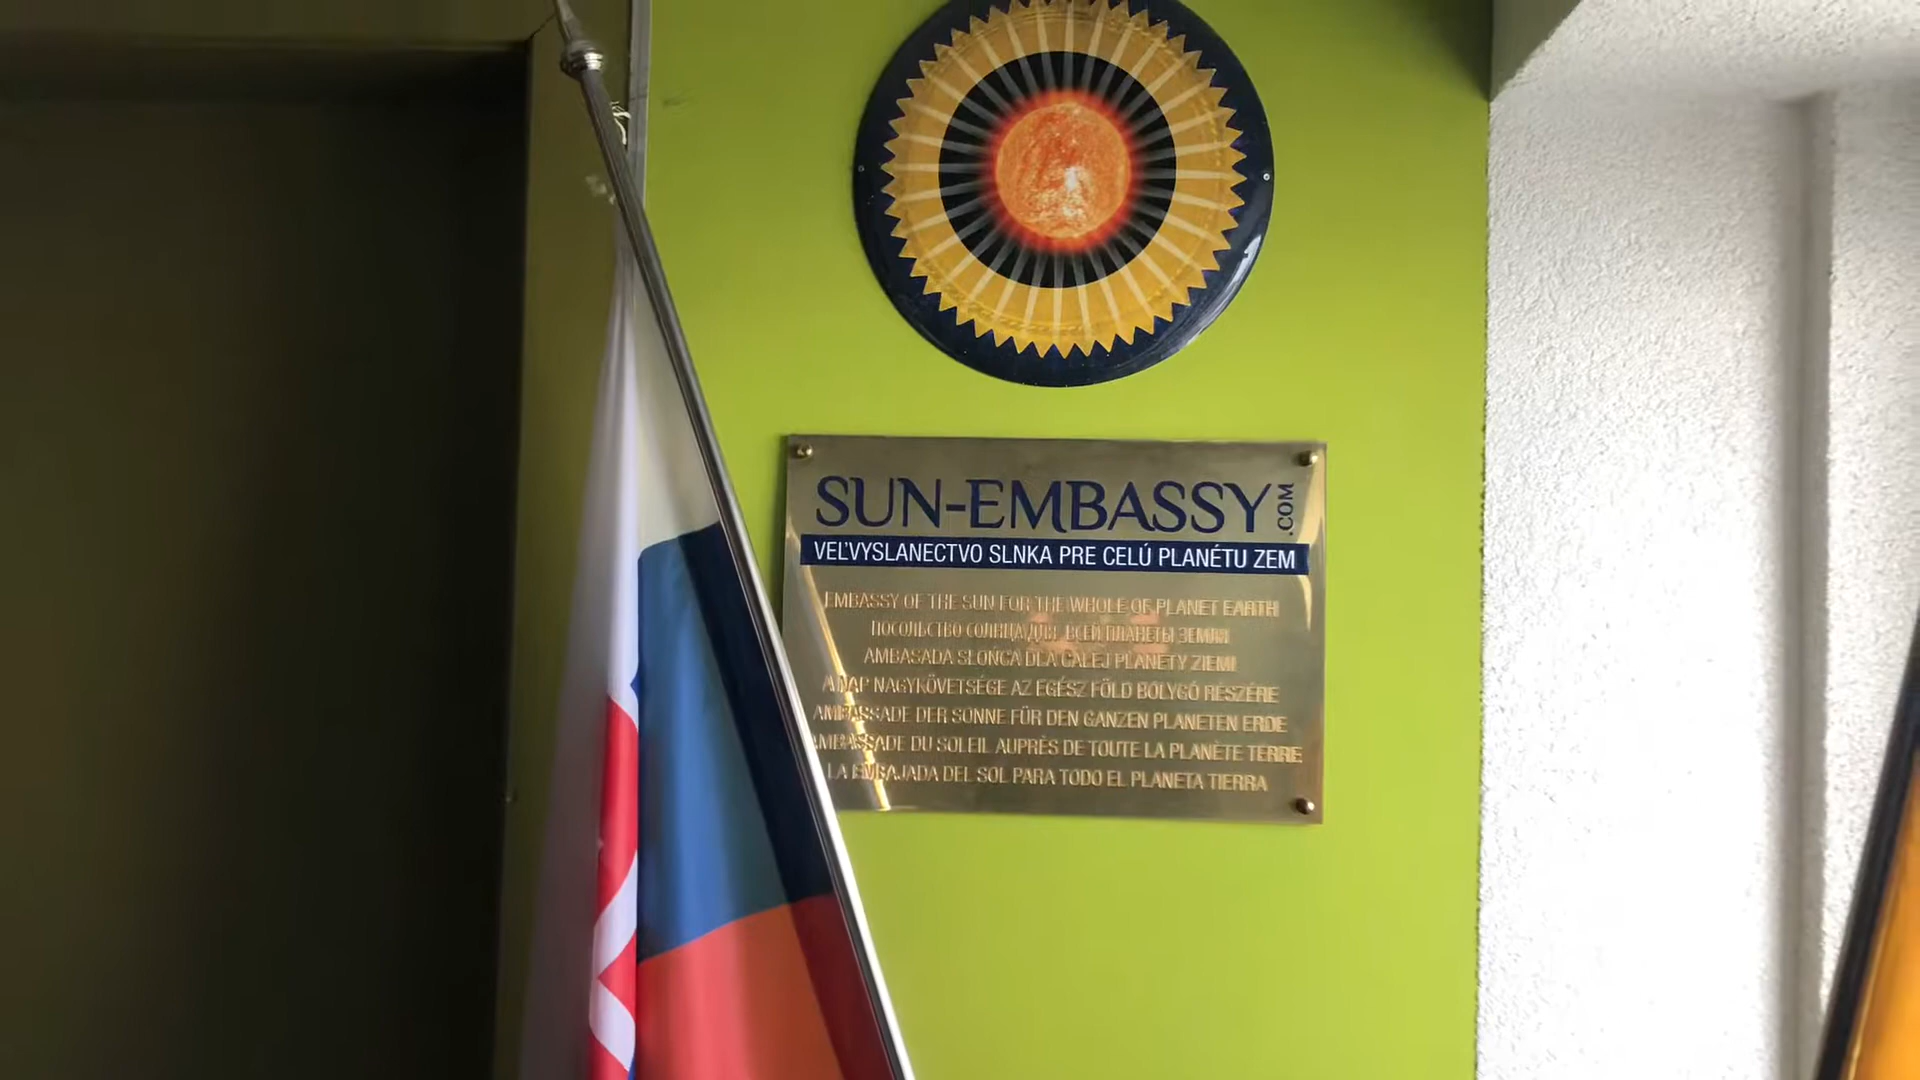 SUN-EMBASSY.COM
VEĽVYSLANECTVO SLNKA PRE CELÚ PLANÉTU ZEM
EMBASSY OF THE SUN FOR THE WHOLE OF PLANET EARTH
ПОСОЛЬСТВО СОЛНЦА ДЛЯ ВСЕЙ ПЛАНЕТЫ ЗЕМЛИ
AMBASADA SŁOŃCA DLA CAŁEJ PLANETY ZIEMI
A NAP NAGYKÖVETSÉGE AZ EGÉSZ FÖLD BOLYGÓ RÉSZÉRE
AMBASSADE DER SONNE FÜR DEN GANZEN PLANETEN ERDE
AMBASSADE DU SOLEIL AUPRÈS DE TOUTE LA PLANÈTE TERRE
LA EMBAJADA DEL SOL PARA TODO EL PLANETA TIERRA